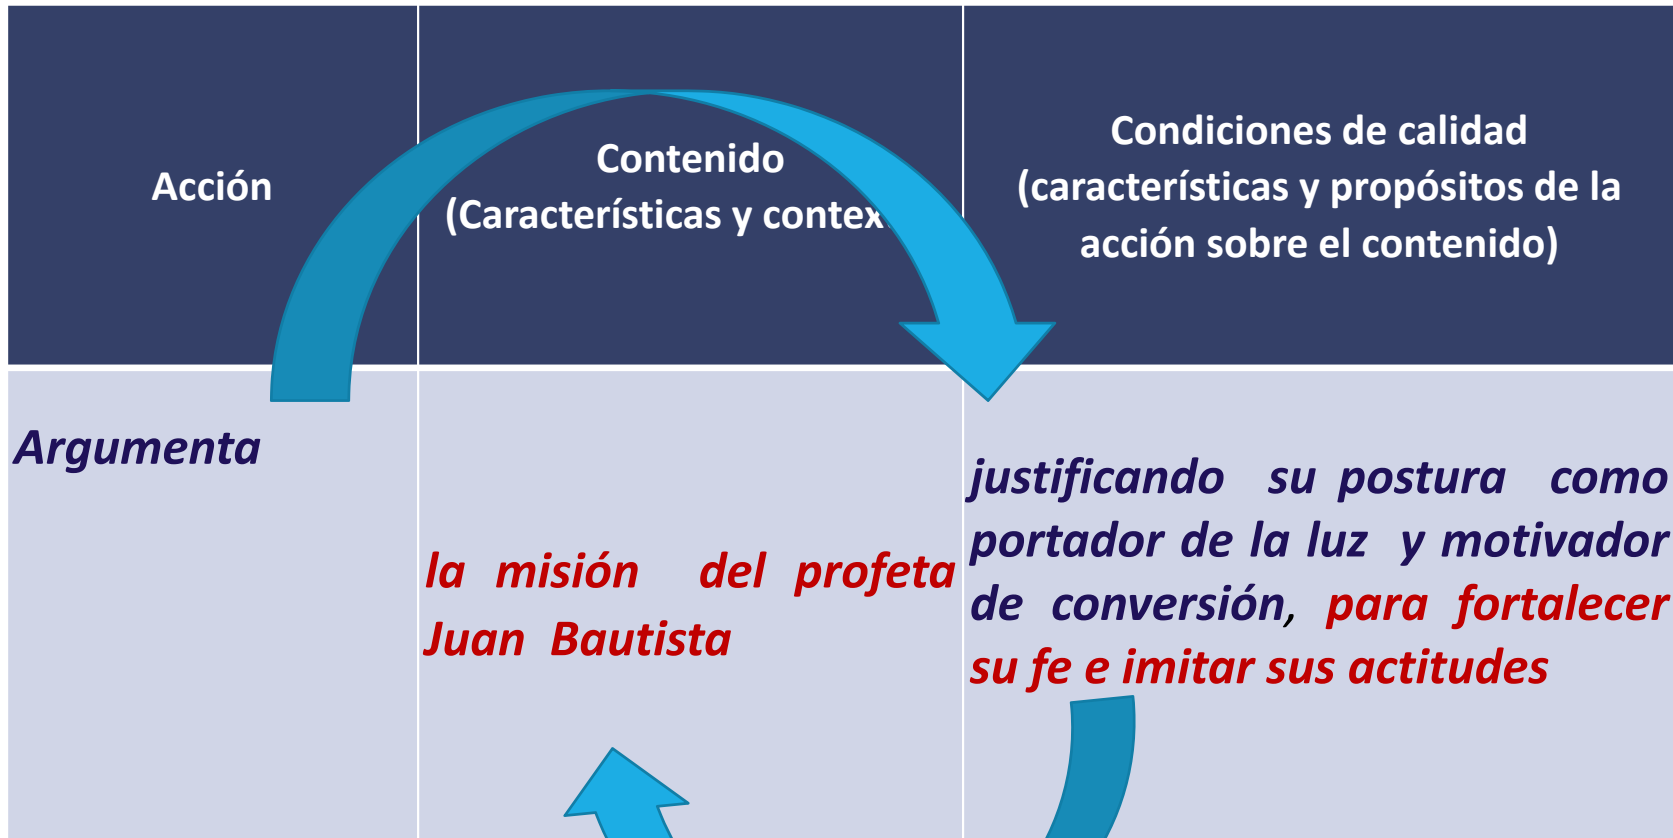 Acción
Contenido
(Características y contex
Condiciones de calidad
(características y propósitos de la
acción sobre el contenido)
Argumenta
la misión del profeta
Juan Bautista
justificando su postura como
portador de la luz y motivador
de conversión, para fortalecer
su fe e imitar sus actitudes